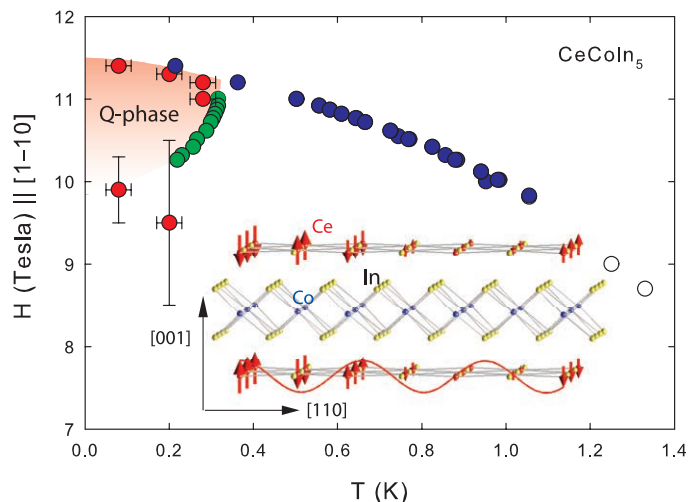 12
CeCoIn5
11
Q-phase
10
H (Tesla) || [1–10]
Ce
9
In
Co
[001]
8
[110]
7
0.0 0.2 0.4 0.6 0.8 1.0 1.2 1.4
T (K)